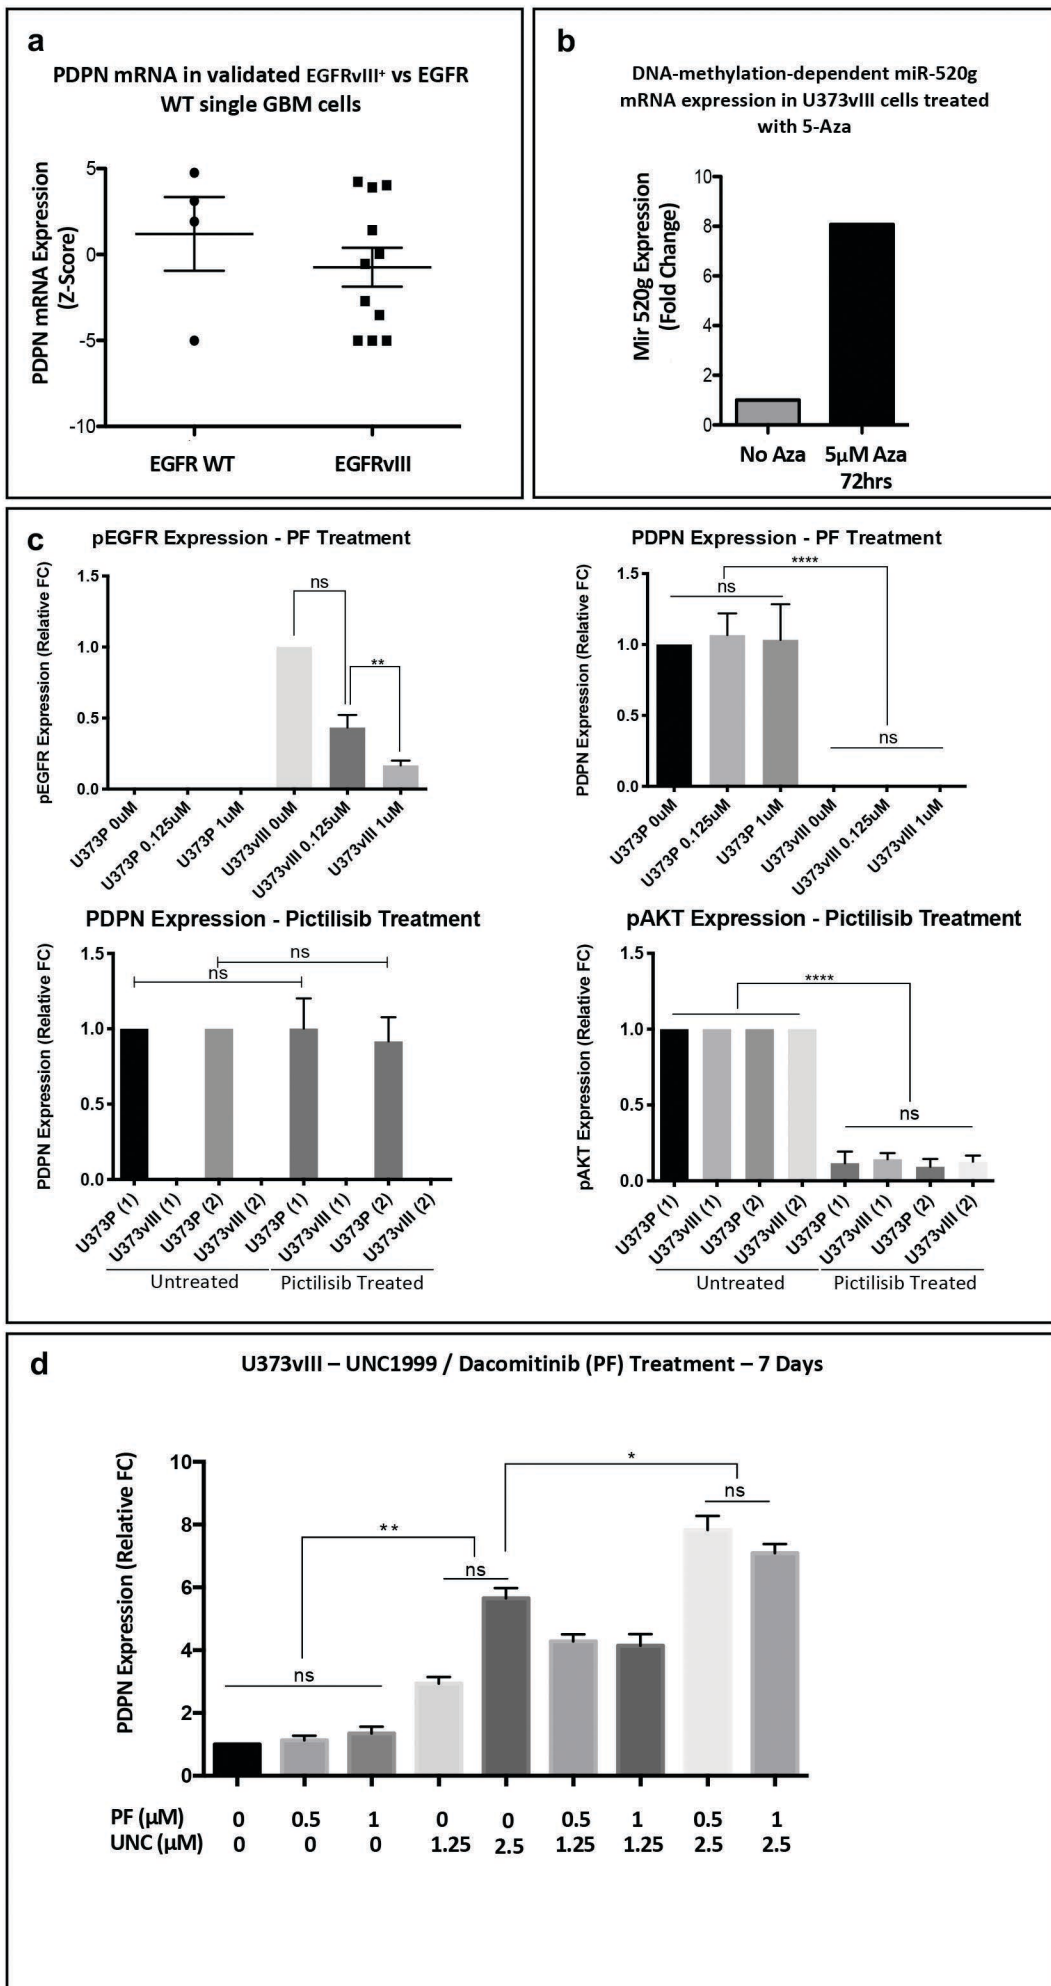 a
PDPN mRNA in validated EGFRvIII⁺ vs EGFR
WT single GBM cells
PDPN mRNA Expression
(Z-Score)
5
0
-5
-10
EGFR WT
EGFRvIII
b
DNA-methylation-dependent miR-520g
mRNA expression in U373vIII cells treated
with 5-Aza
Mir 520g Expression
(Fold Change)
10
8
6
4
2
0
No Aza
5μM Aza
72hrs
c
pEGFR Expression - PF Treatment
pEGFR Expression (Relative FC)
1.5
1.0
0.5
0.0
ns
**
U373P 0uM
U373P 0.125uM
U373P 1uM
U373vIII 0uM
U373vIII 0.125uM
U373vIII 1uM
PDPN Expression - PF Treatment
PDPN Expression (Relative FC)
1.5
1.0
0.5
0.0
****
ns
ns
U373P 0uM
U373P 0.125uM
U373P 1uM
U373vIII 0uM
U373vIII 0.125uM
U373vIII 1uM
PDPN Expression - Pictilisib Treatment
PDPN Expression (Relative FC)
1.5
1.0
0.5
0.0
ns
ns
U373P (1)
U373vIII (1)
U373P (2)
U373vIII (2)
U373P (1)
U373vIII (1)
U373P (2)
U373vIII (2)
Untreated
Pictilisib Treated
pAKT Expression - Pictilisib Treatment
pAKT Expression (Relative FC)
1.5
1.0
0.5
0.0
****
ns
U373P (1)
U373vIII (1)
U373P (2)
U373vIII (2)
U373P (1)
U373vIII (1)
U373P (2)
U373vIII (2)
Untreated
Pictilisib Treated
d
U373vIII – UNC1999 / Dacomitinib (PF) Treatment – 7 Days
PDPN Expression (Relative FC)
10
8
6
4
2
0
*
ns
**
ns
ns
PF (μM) 0 0.5 1 0 0 0.5 1 0.5 1
UNC (μM) 0 0 0 1.25 2.5 1.25 1.25 2.5 2.5